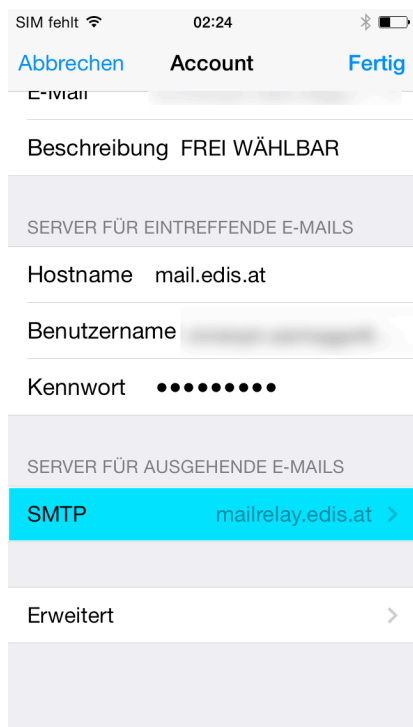 SIM fehlt 02:24
Abbrechen Account Fertig
E-Mail
Beschreibung FREI WÄHLBAR
SERVER FÜR EINTREFFENDE E-MAILS
Hostname mail.edis.at
Benutzername
Kennwort •••••••••
SERVER FÜR AUSGEHENDE E-MAILS
SMTP mailrelay.edis.at
Erweitert